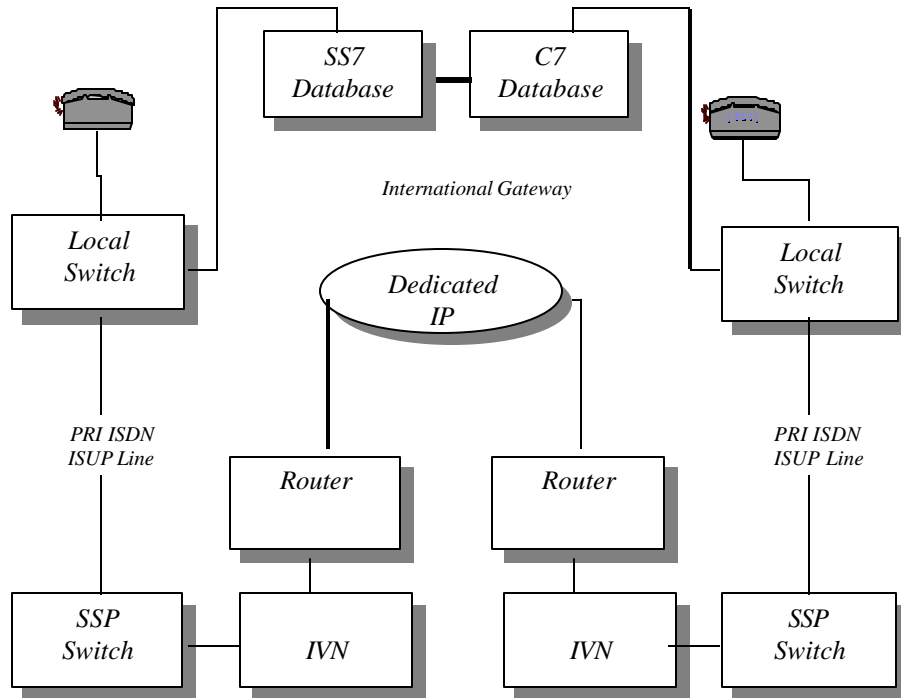 SS7
Database
C7
Database
International Gateway
Local
Switch
Dedicated
IP
Local
Switch
PRI ISDN
ISUP Line
PRI ISDN
ISUP Line
Router
Router
SSP
Switch
IVN
IVN
SSP
Switch